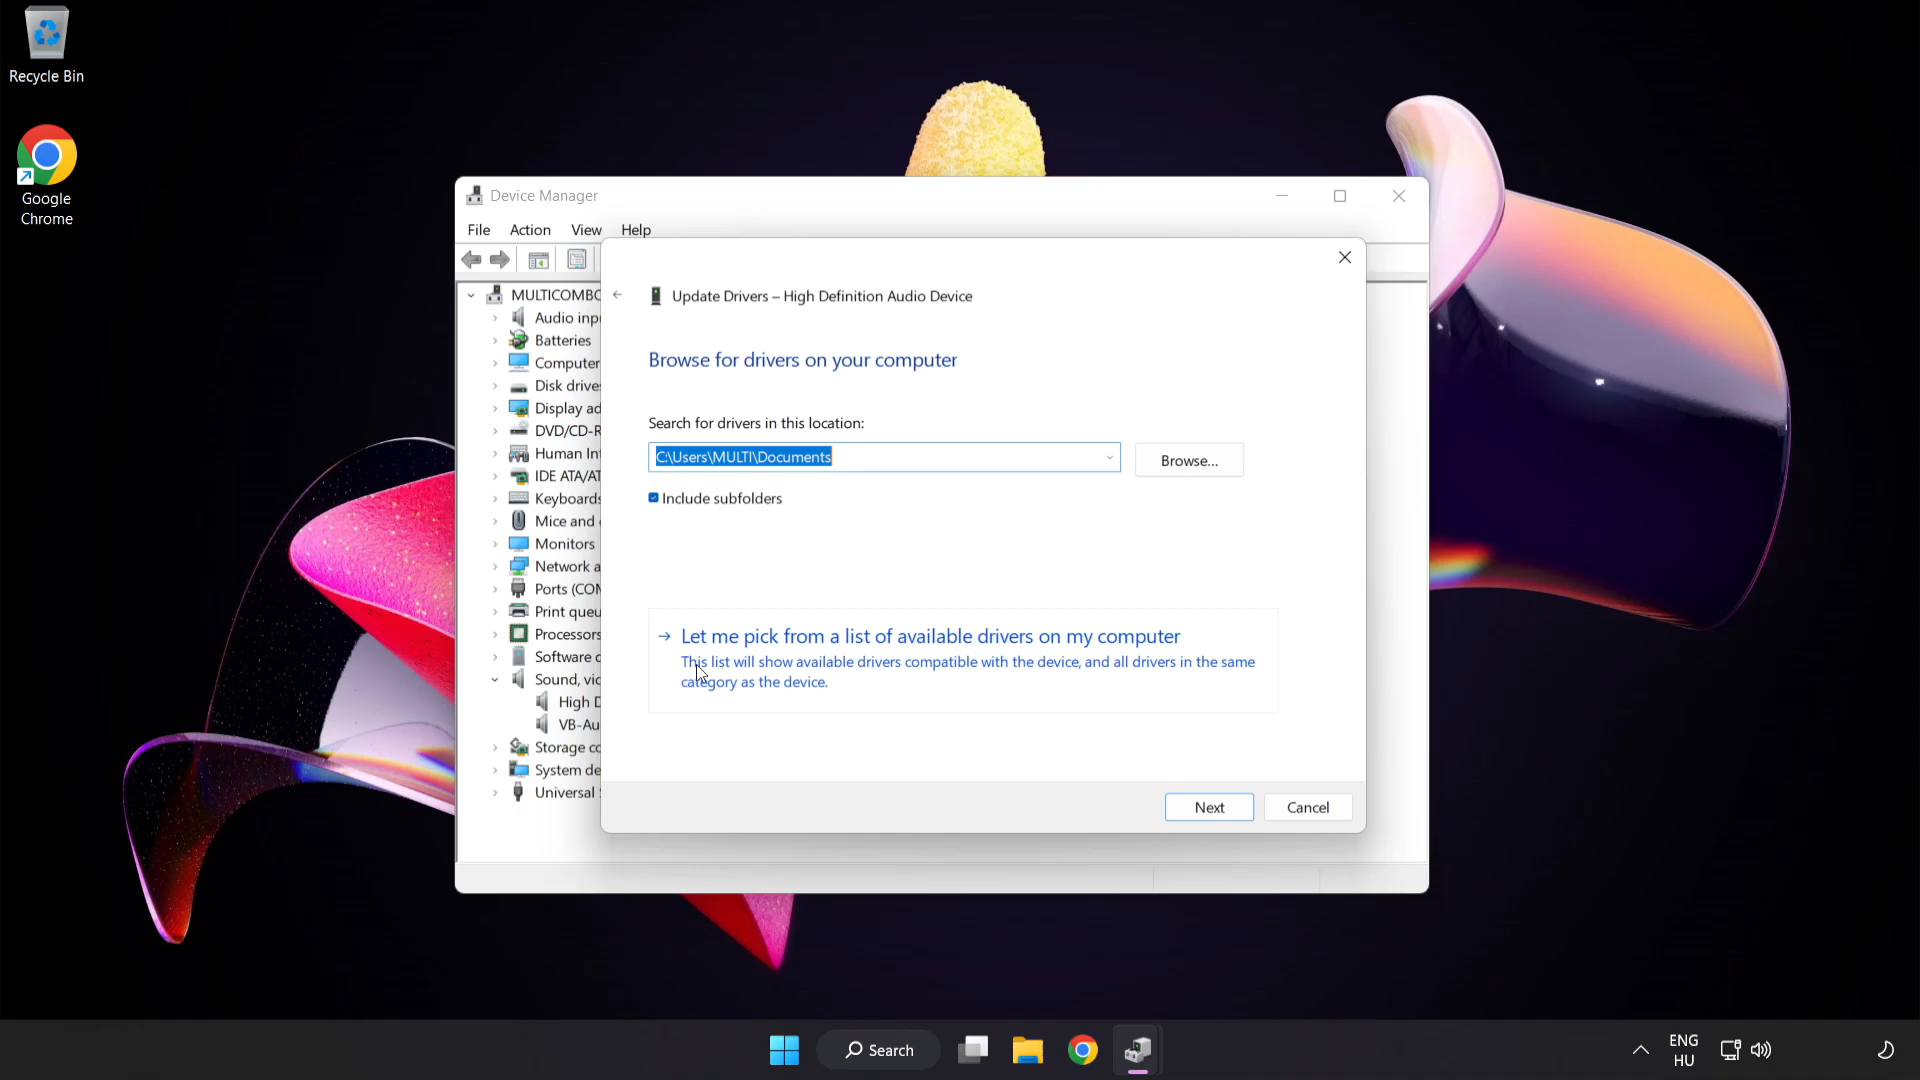 Recycle Bin
Google
Chrome
Device Manager
File Action View Help
MULTICOMBO
Audio inpu
Batteries
Computer
Disk drives
Display ad
DVD/CD-R
Human Int
IDE ATA/AT
Keyboards
Mice and
Monitors
Network a
Ports (COM
Print queu
Processors
Software d
Sound, vid
High D
VB-Au
Storage co
System de
Universal
Update Drivers – High Definition Audio Device
Browse for drivers on your computer
Search for drivers in this location:
C:\Users\MULTI\Documents
Browse...
Include subfolders
Let me pick from a list of available drivers on my computer
This list will show available drivers compatible with the device, and all drivers in the same
category as the device.
Next Cancel
Search
ENG
HU